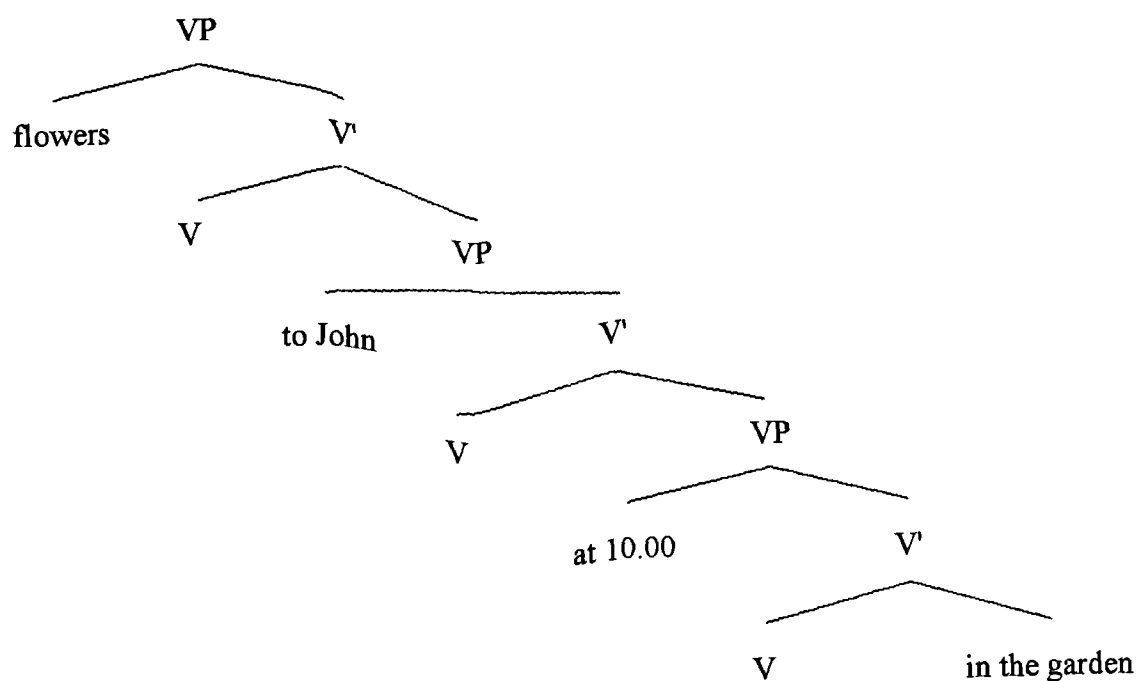 VP
flowers V'
V VP
to John V'
V VP
at 10.00 V'
V in the garden